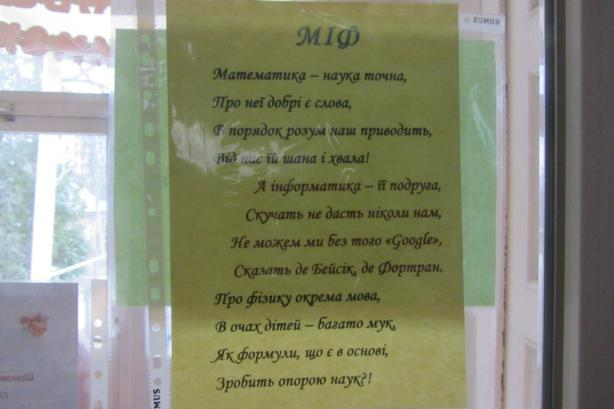 ROMUS
МІФ
Математика – наука точна,
Про неї добрі є слова,
В порядок розум наш приводить,
Від нас їй шана і хвала!
А інформатика – її подруга,
Скучать не дасть ніколи нам,
Не можем ми без того «Google»,
Сказать де Бейсік, де Фортран.
Про фізику окрема мова,
В очах дітей – багато мук,
Як формули, що є в основі,
Зробить опорою наук?!